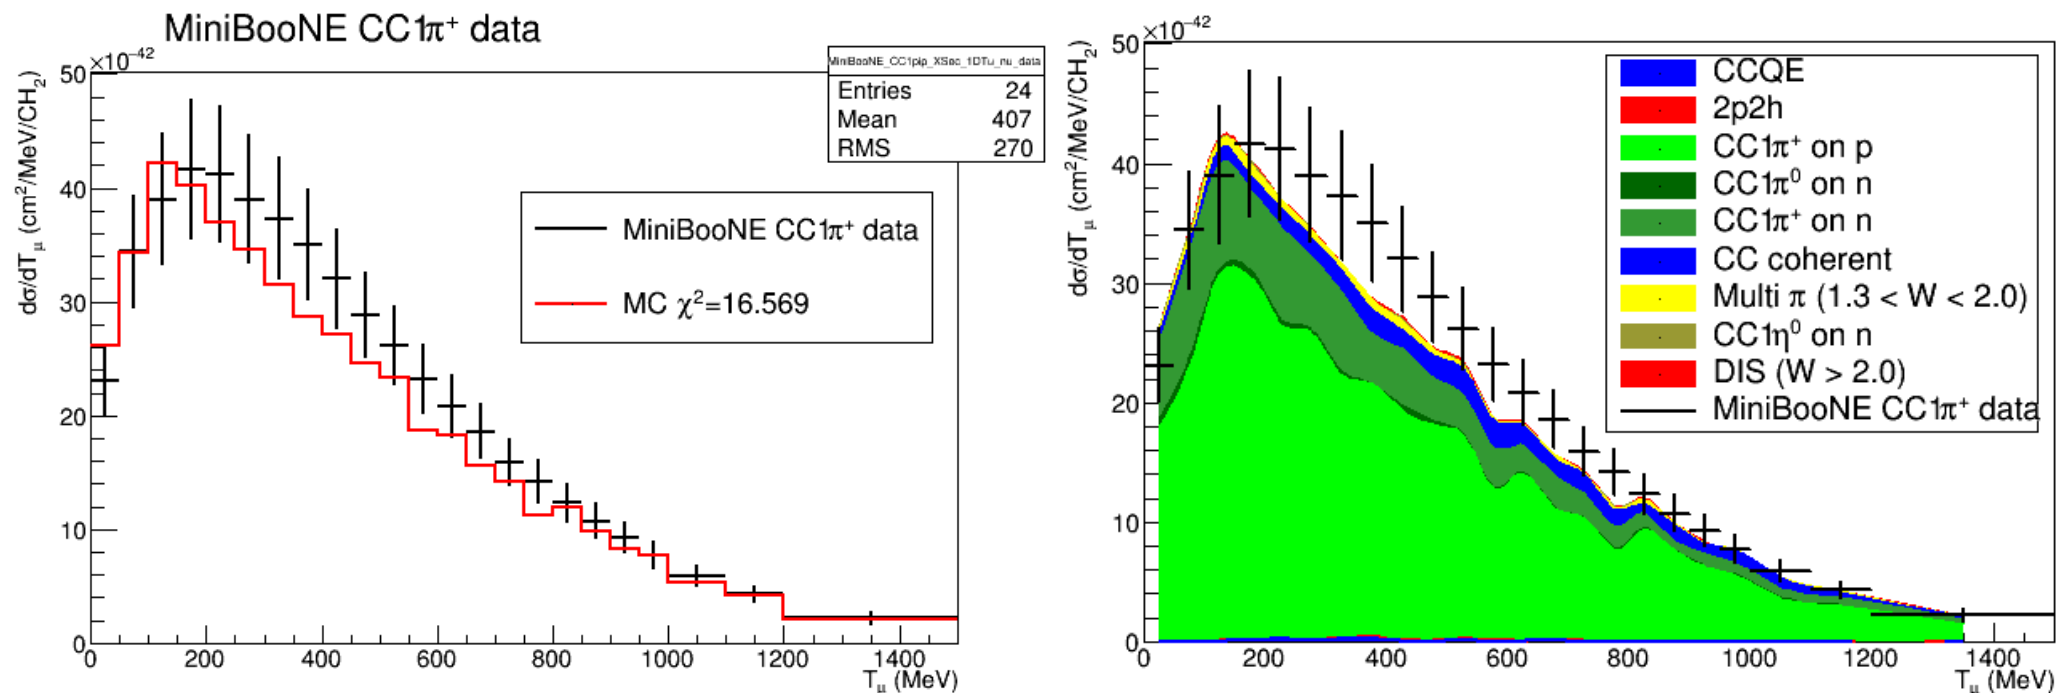 MiniBooNE CC1π⁺ data
×10⁻⁴²
dσ/dTμ (cm²/MeV/CH₂)
50
40
30
20
10
0
0 200 400 600 800 1000 1200 1400
Tμ (MeV)
MiniBooNE_CC1pip_XSec_1DTu_nu_data
Entries 24
Mean 407
RMS 270
MiniBooNE CC1π⁺ data
MC χ²=16.569
×10⁻⁴²
dσ/dTμ (cm²/MeV/CH₂)
50
40
30
20
10
0
0 200 400 600 800 1000 1200 1400
Tμ (MeV)
CCQE
2p2h
CC1π⁺ on p
CC1π⁰ on n
CC1π⁺ on n
CC coherent
Multi π (1.3 < W < 2.0)
CC1η⁰ on n
DIS (W > 2.0)
MiniBooNE CC1π⁺ data